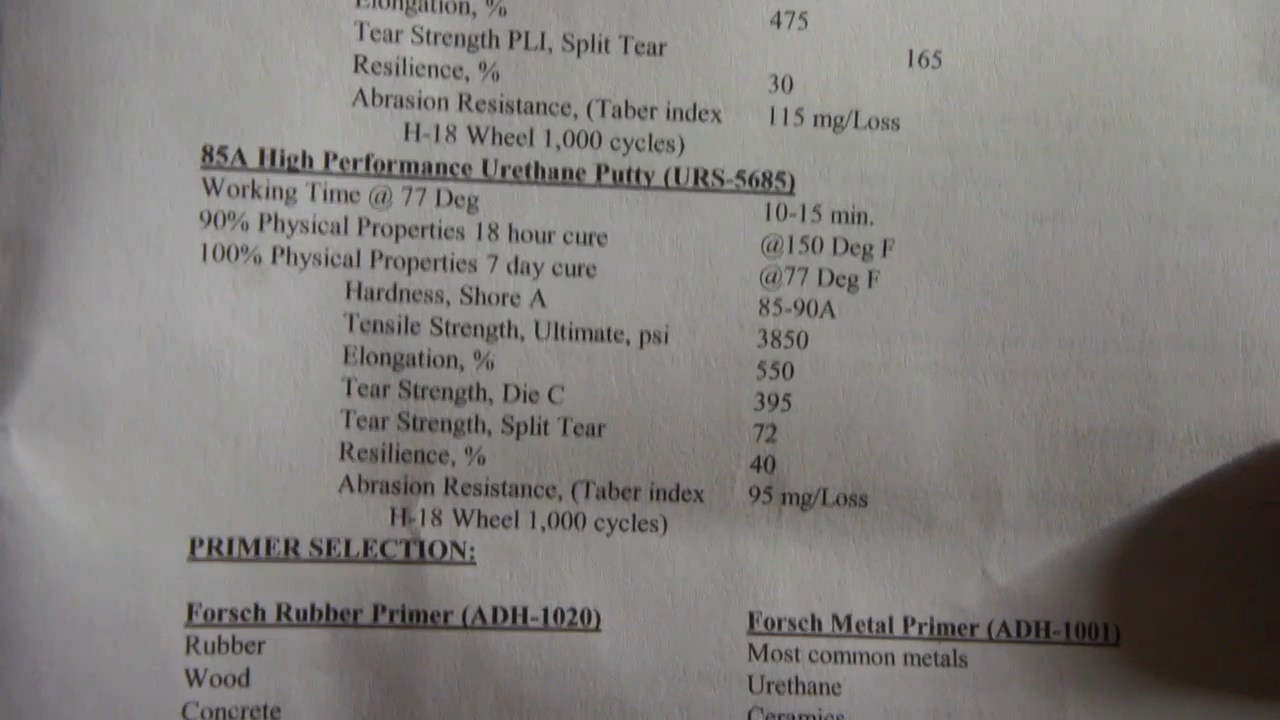 Elongation, % 475
Tear Strength PLI, Split Tear 165
Resilience, % 30
Abrasion Resistance, (Taber index 115 mg/Loss
H-18 Wheel 1,000 cycles)
85A High Performance Urethane Putty (URS-5685)
Working Time @ 77 Deg 10-15 min.
90% Physical Properties 18 hour cure @150 Deg F
100% Physical Properties 7 day cure @77 Deg F
Hardness, Shore A 85-90A
Tensile Strength, Ultimate, psi 3850
Elongation, % 550
Tear Strength, Die C 395
Tear Strength, Split Tear 72
Resilience, % 40
Abrasion Resistance, (Taber index 95 mg/Loss
H-18 Wheel 1,000 cycles)
PRIMER SELECTION:
Forsch Rubber Primer (ADH-1020) Forsch Metal Primer (ADH-1001)
Rubber Most common metals
Wood Urethane
Concrete Ceramics